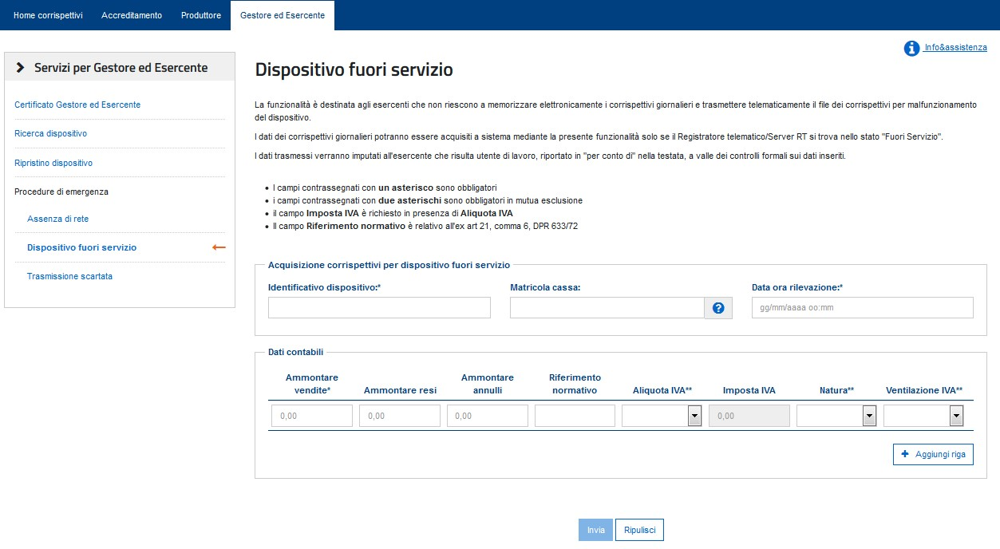 Home corrispettivi Accreditamento Produttore Gestore ed Esercente
Info&assistenza
Servizi per Gestore ed Esercente
Certificato Gestore ed Esercente
Ricerca dispositivo
Ripristino dispositivo
Procedure di emergenza
Assenza di rete
Dispositivo fuori servizio
Trasmissione scartata
Dispositivo fuori servizio
La funzionalità è destinata agli esercenti che non riescono a memorizzare elettronicamente i corrispettivi giornalieri e trasmettere telematicamente il file dei corrispettivi per malfunzionamento
del dispositivo.
I dati dei corrispettivi giornalieri potranno essere acquisiti a sistema mediante la presente funzionalità solo se il Registratore telematico/Server RT si trova nello stato "Fuori Servizio".
I dati trasmessi verranno imputati all'esercente che risulta utente di lavoro, riportato in "per conto di" nella testata, a valle dei controlli formali sui dati inseriti.
• I campi contrassegnati con un asterisco sono obbligatori
• i campi contrassegnati con due asterischi sono obbligatori in mutua esclusione
• il campo Imposta IVA è richiesto in presenza di Aliquota IVA
• Il campo Riferimento normativo è relativo all'ex art 21, comma 6, DPR 633/72
Acquisizione corrispettivi per dispositivo fuori servizio
Identificativo dispositivo:* Matricola cassa: Data ora rilevazione:*
? gg/mm/aaaa oo:mm
Dati contabili
Ammontare vendite* Ammontare resi Ammontare annulli Riferimento normativo Aliquota IVA** Imposta IVA Natura** Ventilazione IVA**
0,00 0,00 0,00 0,00
+ Aggiungi riga
Invia Ripulisci